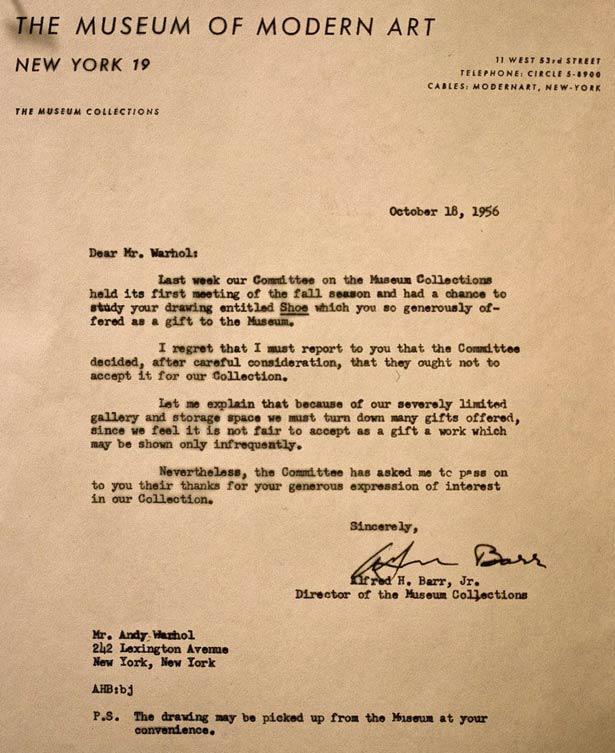 THE MUSEUM OF MODERN ART
NEW YORK 19
11 WEST 53rd STREET
TELEPHONE: CIRCLE 5-8900
CABLES: MODERNART, NEW-YORK
THE MUSEUM COLLECTIONS
October 18, 1956
Dear Mr. Warhol:
Last week our Committee on the Museum Collections
held its first meeting of the fall season and had a chance to
study your drawing entitled Shoe which you so generously of-
fered as a gift to the Museum.
I regret that I must report to you that the Committee
decided, after careful consideration, that they ought not to
accept it for our Collection.
Let me explain that because of our severely limited
gallery and storage space we must turn down many gifts offered,
since we feel it is not fair to accept as a gift a work which
may be shown only infrequently.
Nevertheless, the Committee has asked me to pass on
to you their thanks for your generous expression of interest
in our Collection.
Sincerely,
Alfred H. Barr, Jr.
Director of the Museum Collections
Mr. Andy Warhol
242 Lexington Avenue
New York, New York
AHB:bj
P.S. The drawing may be picked up from the Museum at your
convenience.